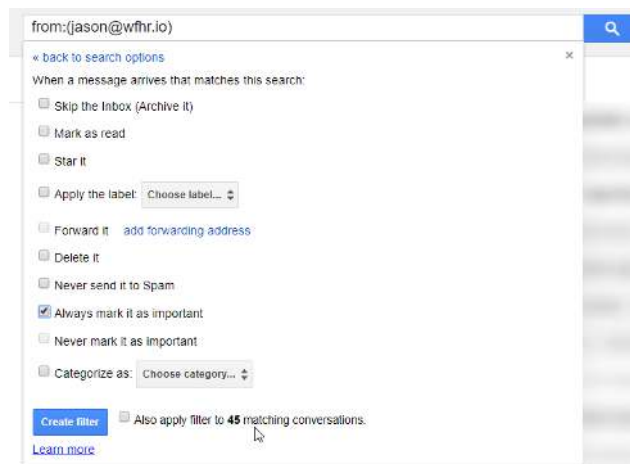 from:(jason@wfhr.io)
« back to search options
×
When a message arrives that matches this search:
Skip the Inbox (Archive it)
Mark as read
Star it
Apply the label: Choose label...
Forward it add forwarding address
Delete it
Never send it to Spam
Always mark it as important
Never mark it as important
Categorize as: Choose category...
Create filter Also apply filter to 45 matching conversations.
Learn more